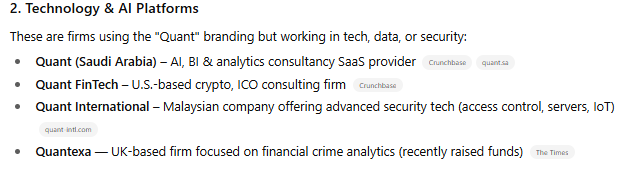 2. Technology & AI Platforms
These are firms using the "Quant" branding but working in tech, data, or security:
• Quant (Saudi Arabia) – AI, BI & analytics consultancy SaaS provider Crunchbase quant.sa
• Quant FinTech – U.S.-based crypto, ICO consulting firm Crunchbase
• Quant International – Malaysian company offering advanced security tech (access control, servers, IoT)
quant-intl.com
• Quantexa — UK-based firm focused on financial crime analytics (recently raised funds) The Times